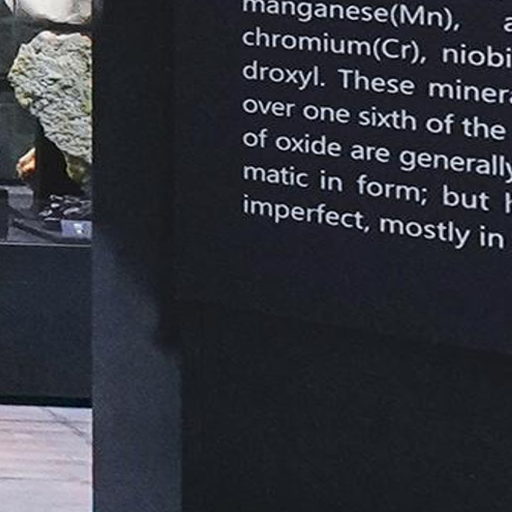 manganese(Mn),
chromium(Cr),
droxyl. These
over one sixth of the
of oxide are generally
matic in form; but
imperfect, mostly in